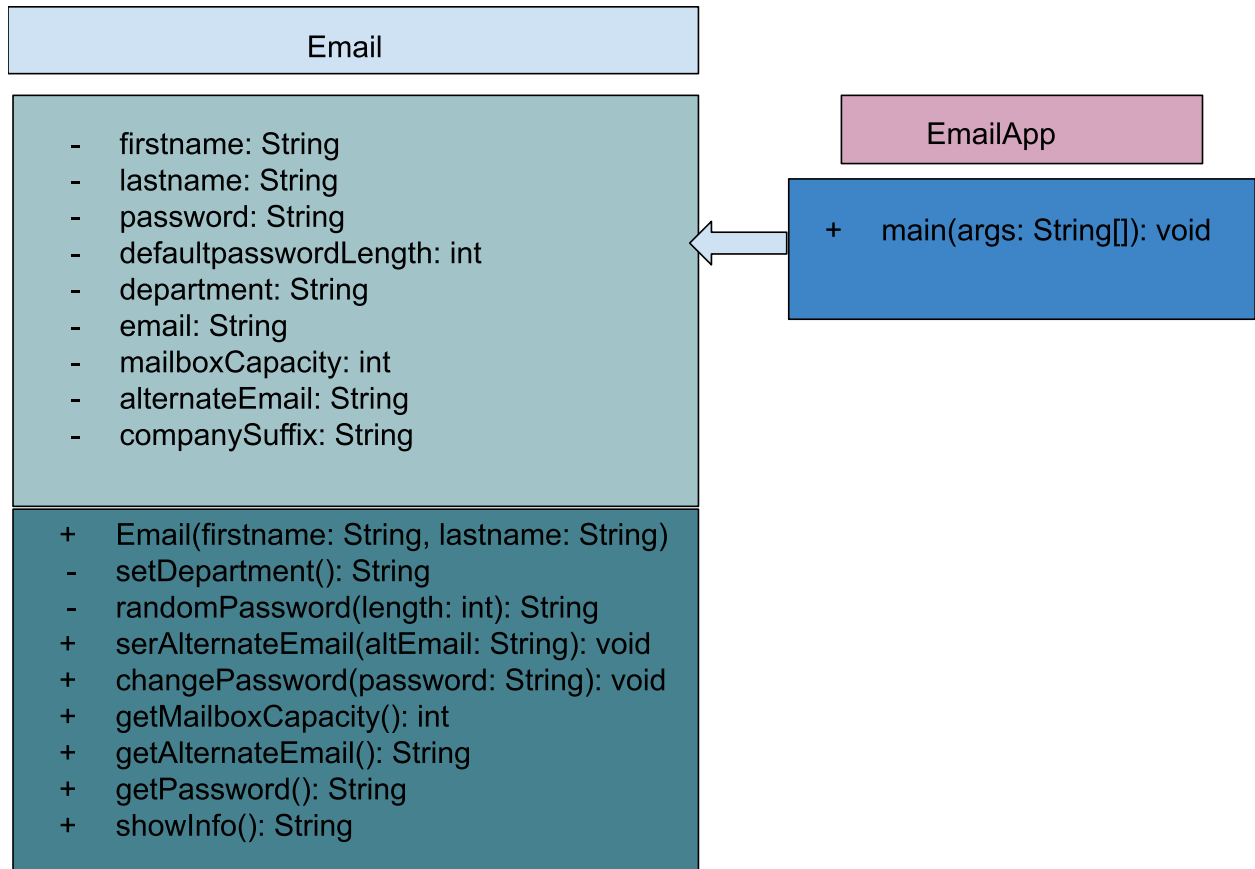 Email
- firstname: String
- lastname: String
- password: String
- defaultpasswordLength: int
- department: String
- email: String
- mailboxCapacity: int
- alternateEmail: String
- companySuffix: String
+ Email(firstname: String, lastname: String)
- setDepartment(): String
- randomPassword(length: int): String
+ serAlternateEmail(altEmail: String): void
+ changePassword(password: String): void
+ getMailboxCapacity(): int
+ getAlternateEmail(): String
+ getPassword(): String
+ showInfo(): String
EmailApp
+ main(args: String[]): void